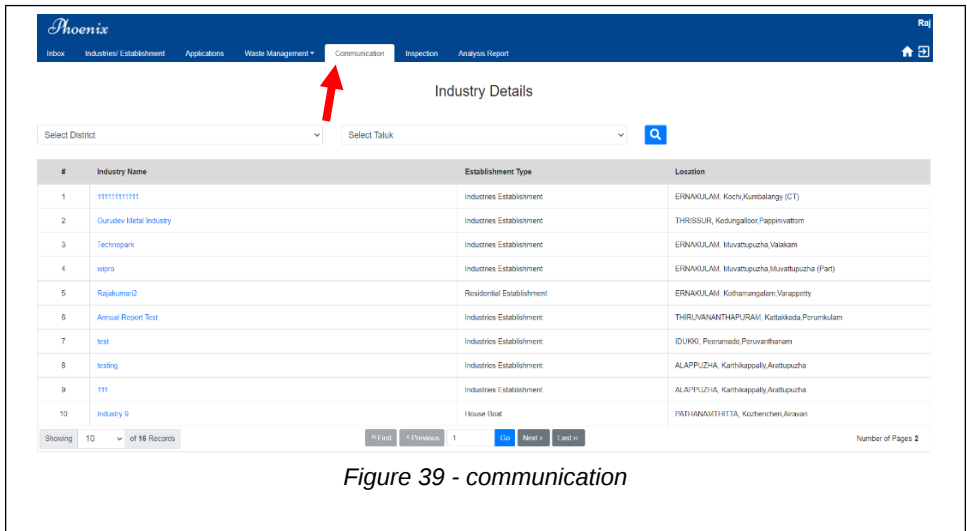 Phoenix
Raj
Inbox Industries/ Establishment Applications Waste Management Communication Inspection Analysis Report
Industry Details
Select District Select Taluk
# Industry Name Establishment Type Location
1 111111111111 Industries Establishment ERNAKULAM, Kochi,Kumbalangy (CT)
2 Gurudev Metal Industry Industries Establishment THRISSUR, Kodungalloor,Pappinivattom
3 Technopark Industries Establishment ERNAKULAM, Muvattupuzha,Valakam
4 wipro Industries Establishment ERNAKULAM, Muvattupuzha,Muvattupuzha (Part)
5 Rajakumari2 Residential Establishment ERNAKULAM, Kothamangalam,Varappetty
6 Annual Report Test Industries Establishment THIRUVANANTHAPURAM, Kattakkada,Perumkulam
7 test Industries Establishment IDUKKI, Peerumade,Peruvanthanam
8 testing Industries Establishment ALAPPUZHA, Karthikappally,Arattupuzha
9 111 Industries Establishment ALAPPUZHA, Karthikappally,Arattupuzha
10 Industry 9 House Boat PATHANAMTHITTA, Kozhencheri,Airavan
Showing 10 of 16 Records « First < Previous 1 Go Next > Last » Number of Pages 2
Figure 39 - communication